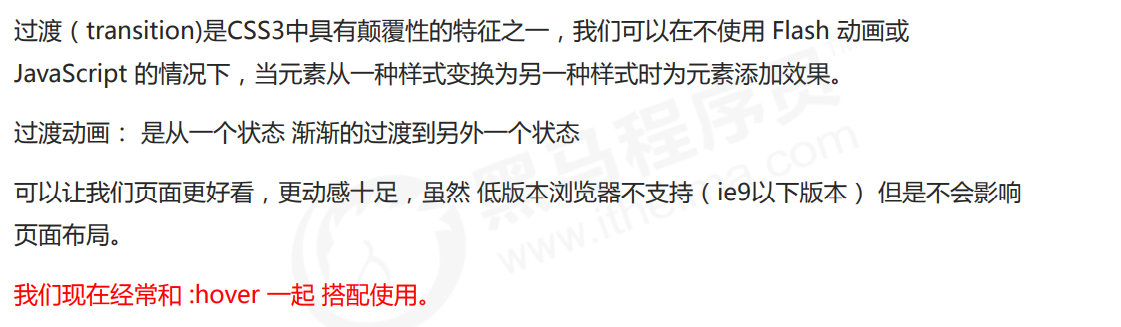 过渡（transition)是CSS3中具有颠覆性的特征之一，我们可以在不使用 Flash 动画或
JavaScript 的情况下，当元素从一种样式变换为另一种样式时为元素添加效果。
过渡动画： 是从一个状态 渐渐的过渡到另外一个状态
可以让我们页面更好看，更动感十足，虽然 低版本浏览器不支持（ie9以下版本） 但是不会影响
页面布局。
我们现在经常和 :hover 一起 搭配使用。
黑马程序员
www.itheima.com